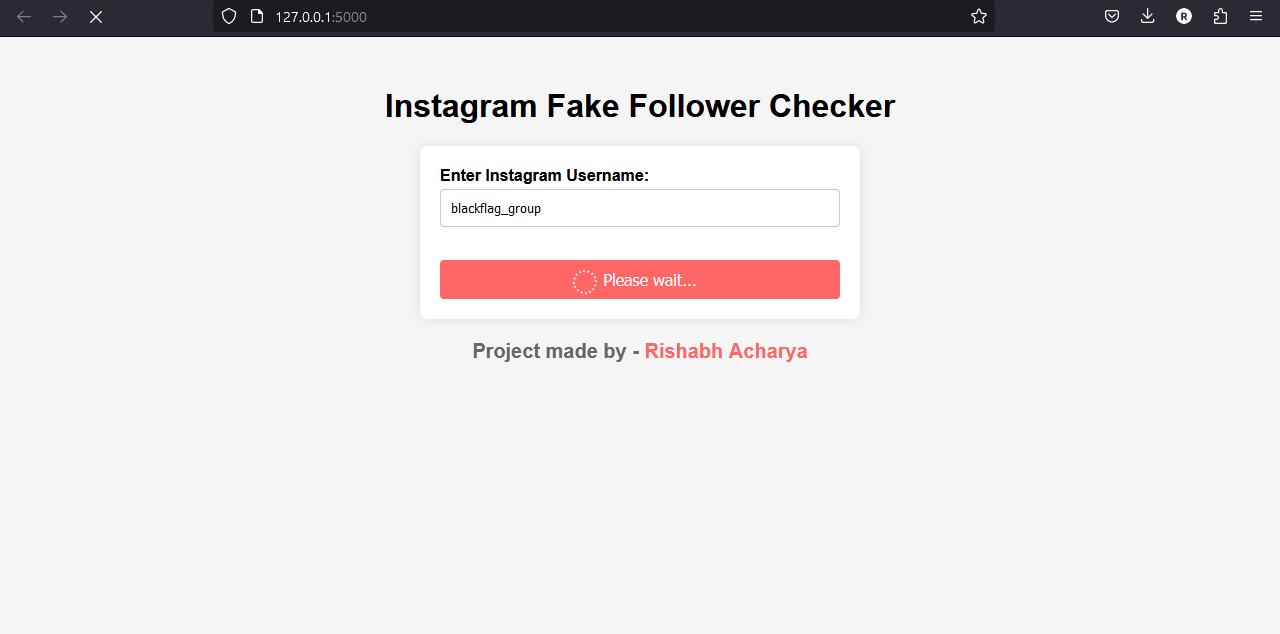 127.0.0.1:5000
R
Instagram Fake Follower Checker
Enter Instagram Username:
blackflag_group
Please wait...
Project made by - Rishabh Acharya